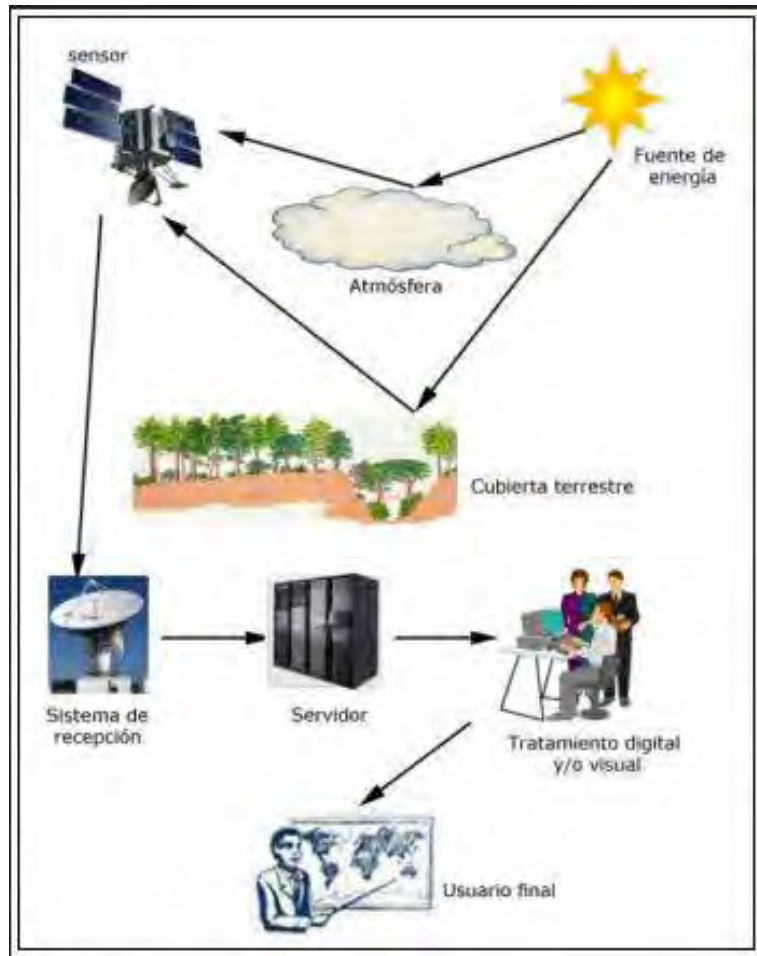 sensor
Fuente de
energía
Atmósfera
Cubierta terrestre
Sistema de
recepción
Servidor
Tratamiento digital
y/o visual
Usuario final